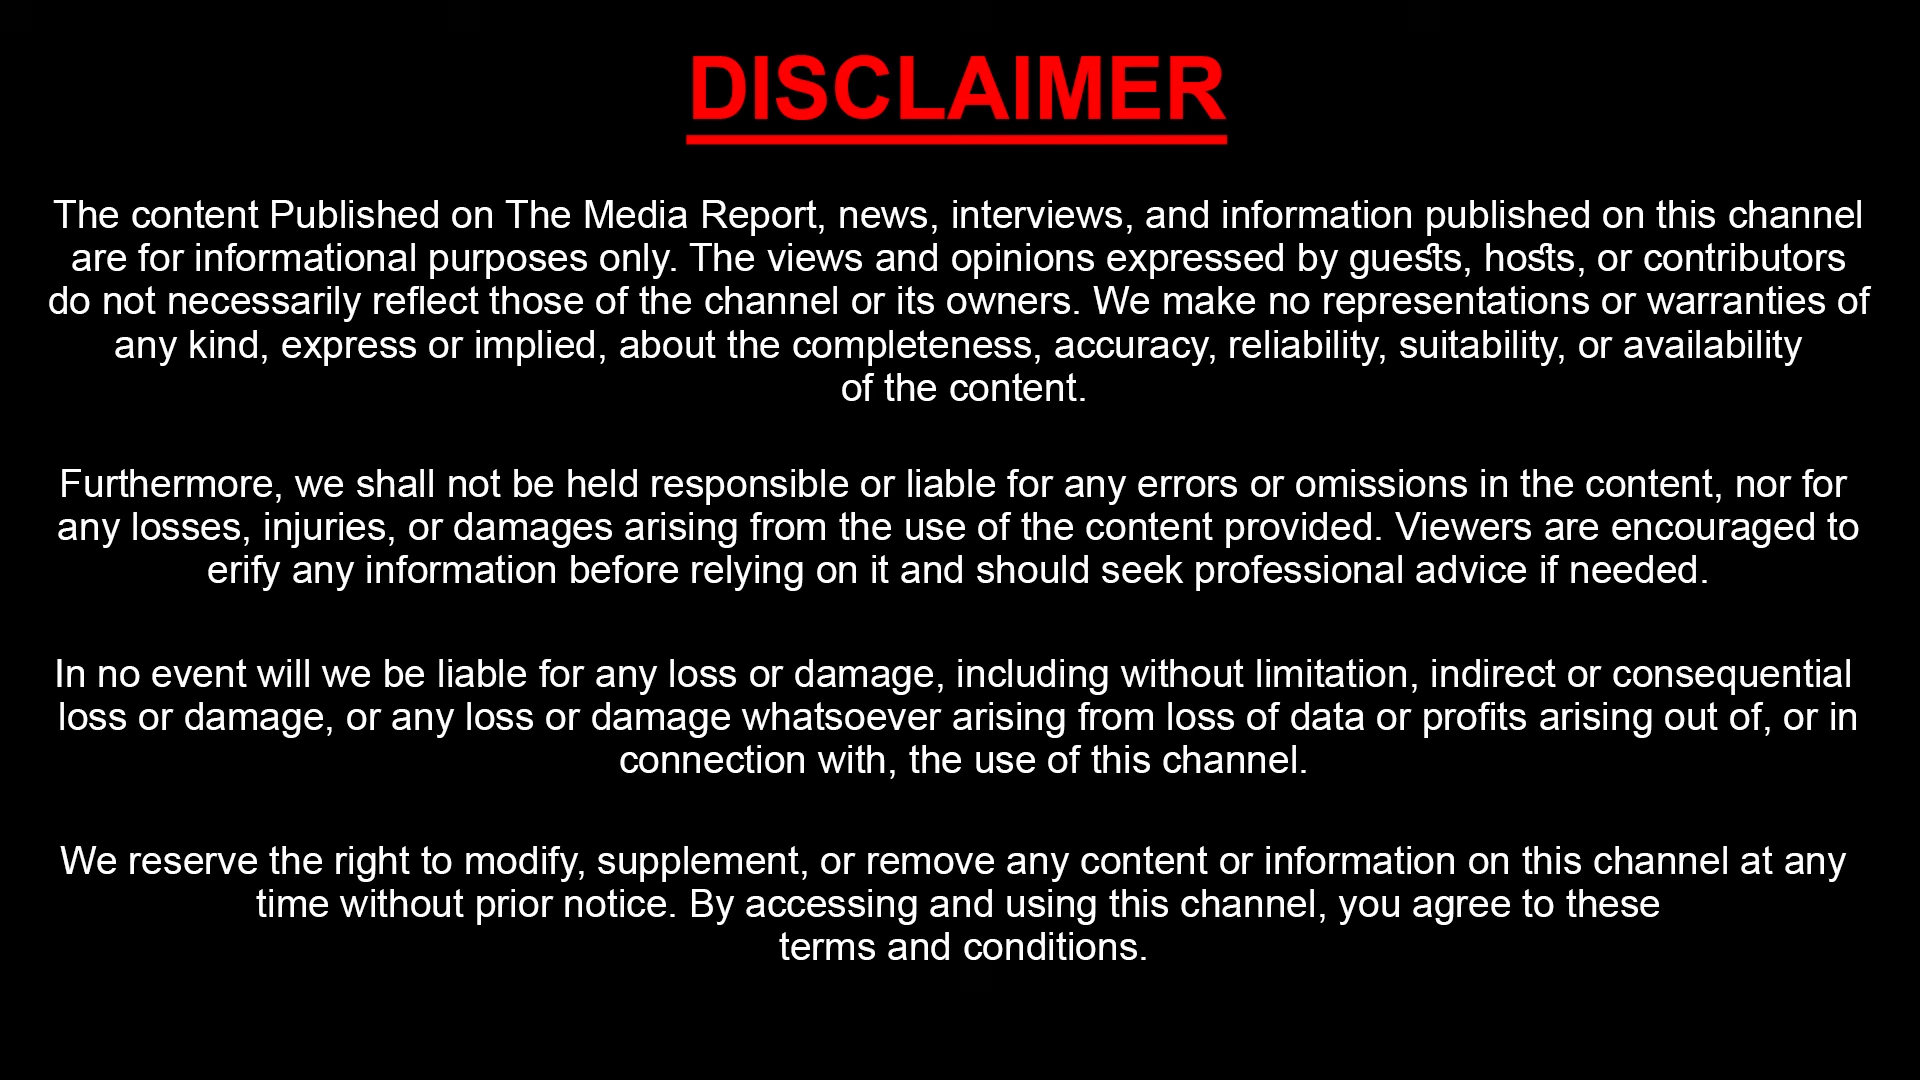 DISCLAIMER
The content Published on The Media Report, news, interviews, and information published on this channel
are for informational purposes only. The views and opinions expressed by guests, hosts, or contributors
do not necessarily reflect those of the channel or its owners. We make no representations or warranties of
any kind, express or implied, about the completeness, accuracy, reliability, suitability, or availability
of the content.
Furthermore, we shall not be held responsible or liable for any errors or omissions in the content, nor for
any losses, injuries, or damages arising from the use of the content provided. Viewers are encouraged to
erify any information before relying on it and should seek professional advice if needed.
In no event will we be liable for any loss or damage, including without limitation, indirect or consequential
loss or damage, or any loss or damage whatsoever arising from loss of data or profits arising out of, or in
connection with, the use of this channel.
We reserve the right to modify, supplement, or remove any content or information on this channel at any
time without prior notice. By accessing and using this channel, you agree to these
terms and conditions.